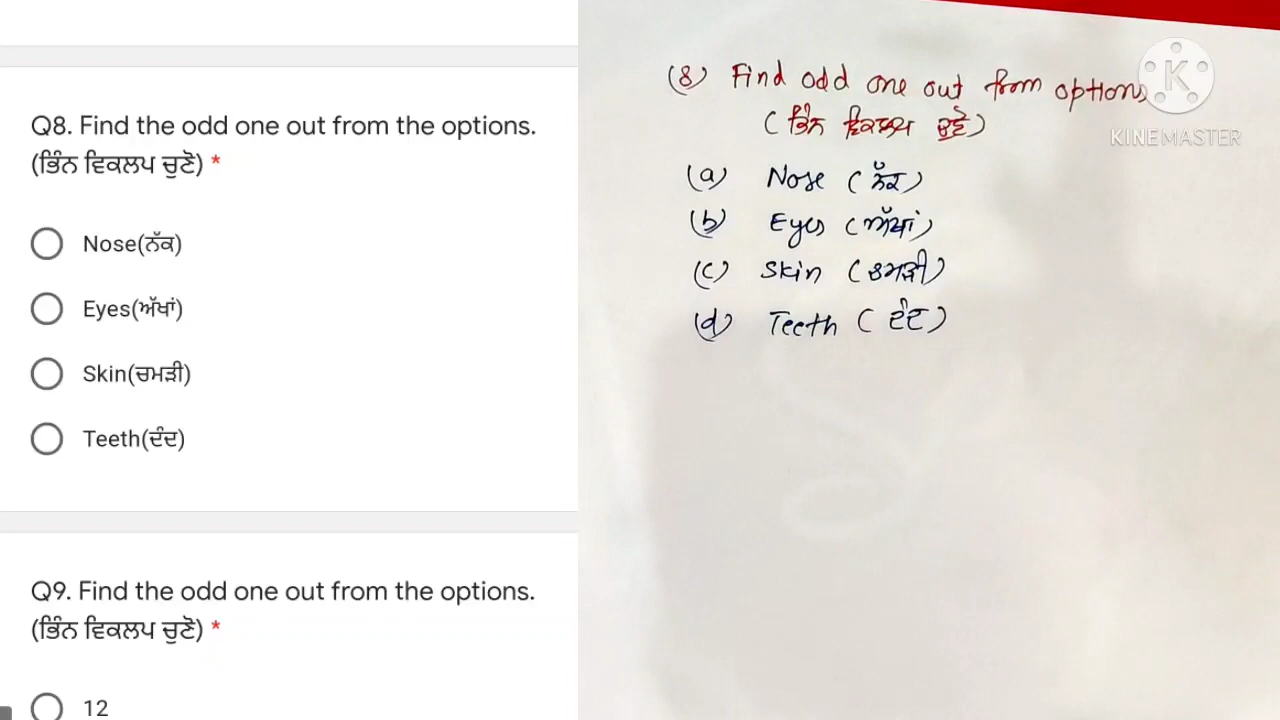 Q8. Find the odd one out from the options.
(ਭਿੰਨ ਵਿਕਲਪ ਚੁਣੋ) *
Nose(ਨੱਕ)
Eyes(ਅੱਖਾਂ)
Skin(ਚਮੜੀ)
Teeth(ਦੰਦ)
Q9. Find the odd one out from the options.
(ਭਿੰਨ ਵਿਕਲਪ ਚੁਣੋ) *
12
(8) Find odd one out from options
(ਭਿੰਨ ਵਿਕਲਪ ਚੁਣੋ)
(a) Nose (ਨੱਕ)
(b) Eyes (ਅੱਖਾਂ)
(c) Skin (ਚਮੜੀ)
(d) Teeth (ਦੰਦ)
K
KINEMASTER